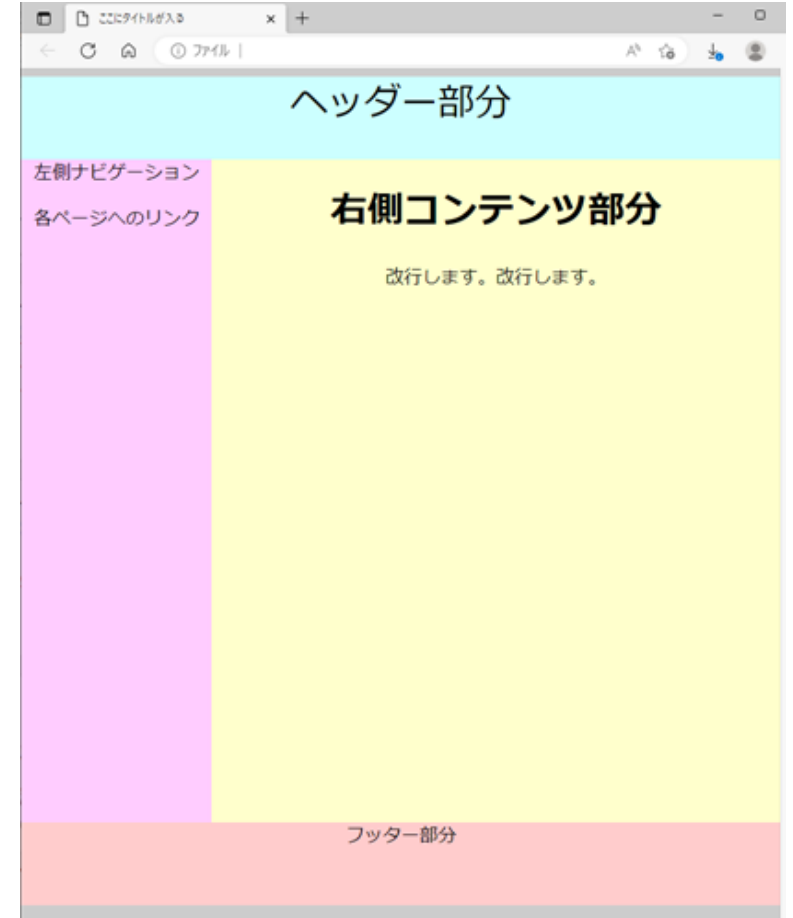 ここにタイトルが入る
ファイル
ヘッダー部分
左側ナビゲーション
各ページへのリンク
右側コンテンツ部分
改行します。改行します。
フッター部分